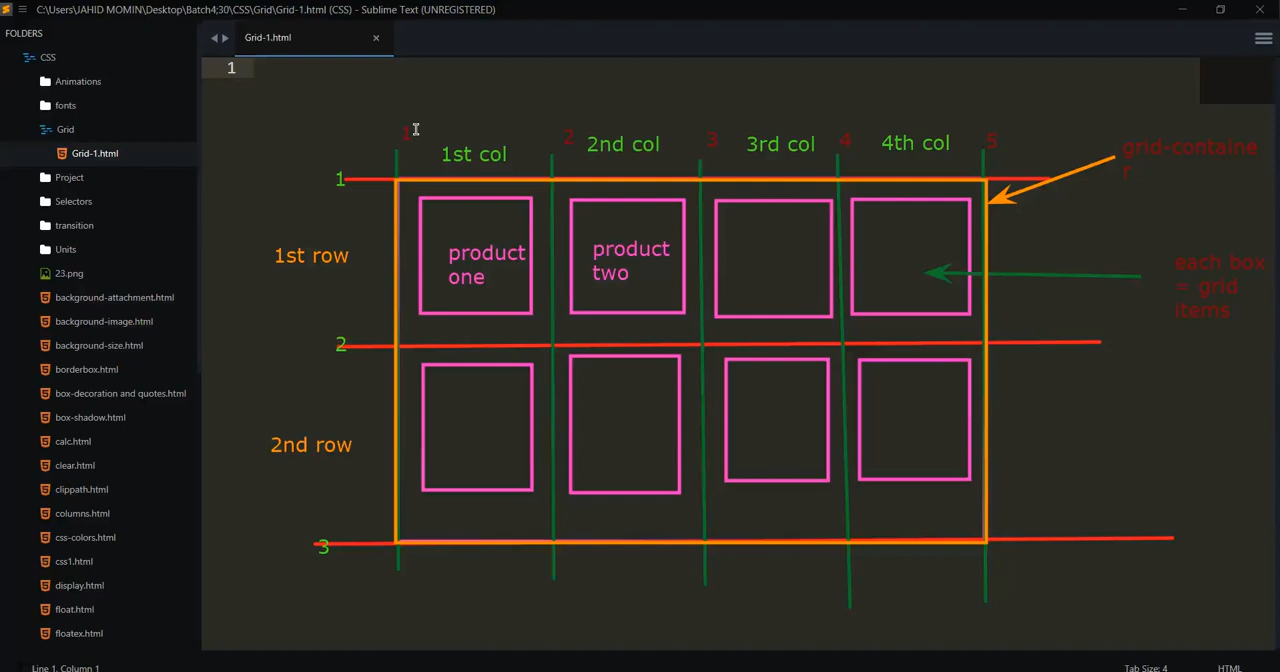 C:\Users\JAHID MOMIN\Desktop\Batch4;30\CSS\Grid\Grid-1.html (CSS) - Sublime Text (UNREGISTERED)
FOLDERS
CSS
Animations
fonts
Grid
Grid-1.html
Project
Selectors
transition
Units
23.png
background-attachment.html
background-image.html
background-size.html
borderbox.html
box-decoration and quotes.html
box-shadow.html
calc.html
clear.html
clippath.html
columns.html
css-colors.html
css1.html
display.html
float.html
floatex.html
Grid-1.html
1
1 2 3 4 5
1st col 2nd col 3rd col 4th col
grid-containe
r
1
1st row
product
one
product
two
each box
= grid
items
2
2nd row
3
Line 1, Column 1
Tab Size: 4
HTML